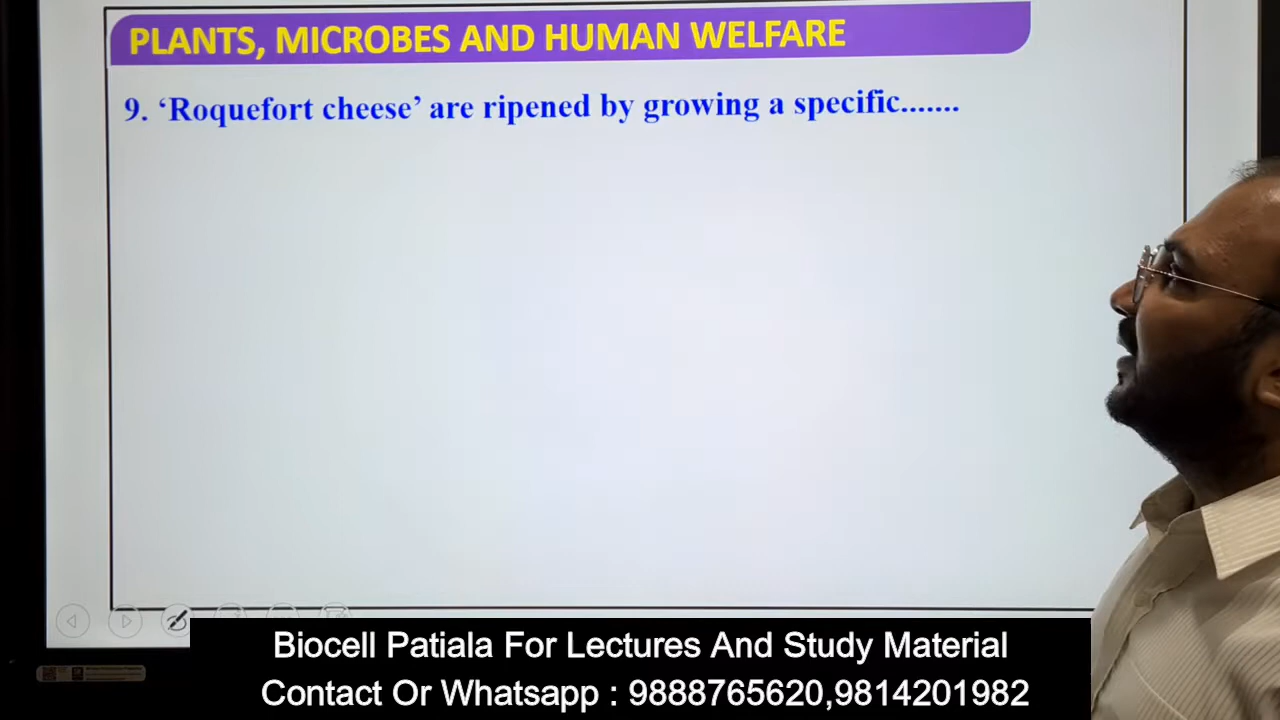 PLANTS, MICROBES AND HUMAN WELFARE
9. ‘Roquefort cheese’ are ripened by growing a specific.......
Biocell Patiala For Lectures And Study Material
Contact Or Whatsapp : 9888765620,9814201982